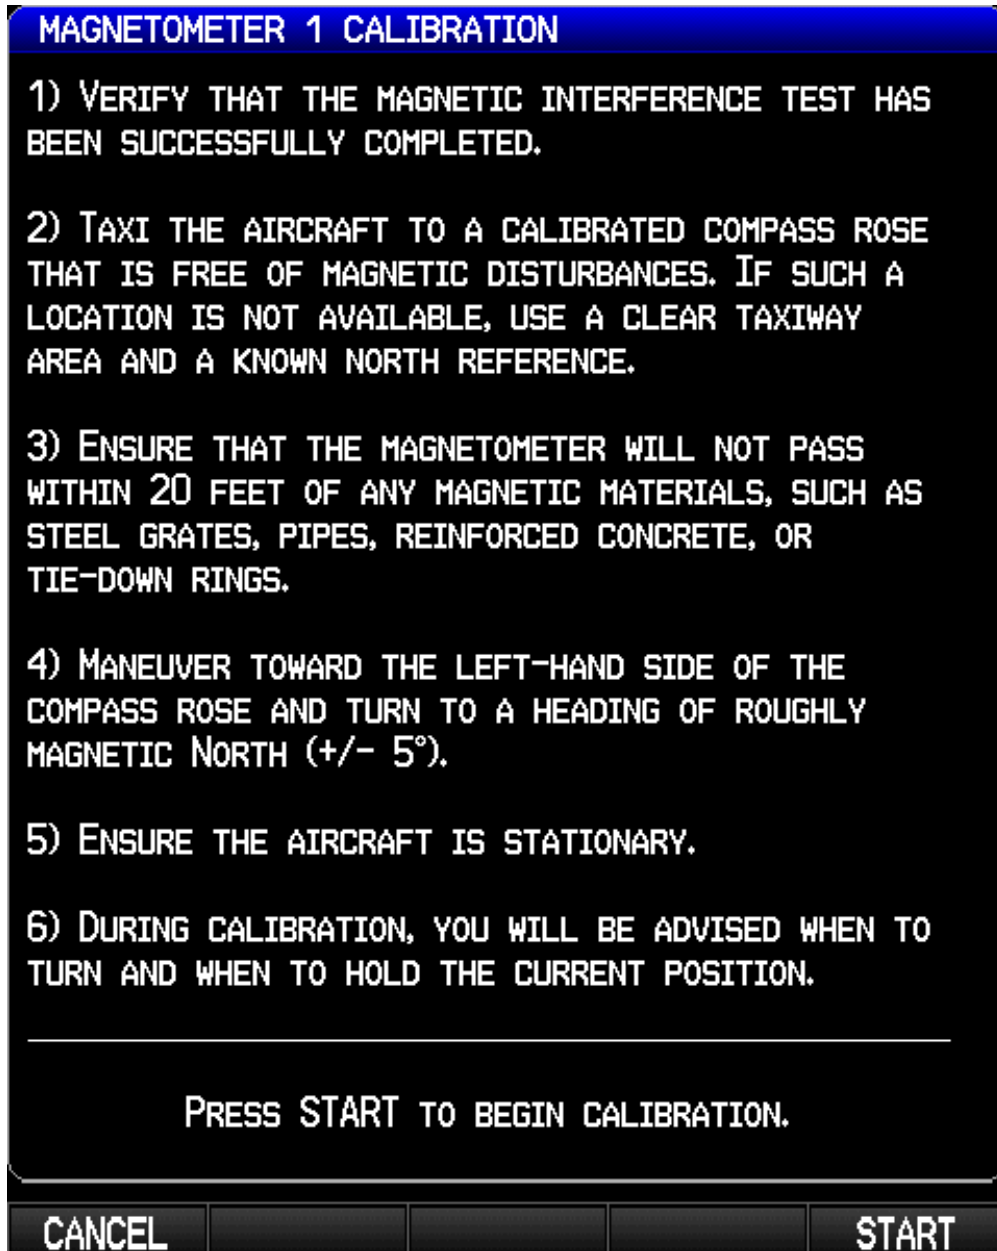 MAGNETOMETER 1 CALIBRATION
1) VERIFY THAT THE MAGNETIC INTERFERENCE TEST HAS
BEEN SUCCESSFULLY COMPLETED.
2) TAXI THE AIRCRAFT TO A CALIBRATED COMPASS ROSE
THAT IS FREE OF MAGNETIC DISTURBANCES. IF SUCH A
LOCATION IS NOT AVAILABLE, USE A CLEAR TAXIWAY
AREA AND A KNOWN NORTH REFERENCE.
3) ENSURE THAT THE MAGNETOMETER WILL NOT PASS
WITHIN 20 FEET OF ANY MAGNETIC MATERIALS, SUCH AS
STEEL GRATES, PIPES, REINFORCED CONCRETE, OR
TIE-DOWN RINGS.
4) MANEUVER TOWARD THE LEFT-HAND SIDE OF THE
COMPASS ROSE AND TURN TO A HEADING OF ROUGHLY
MAGNETIC NORTH (+/- 5°).
5) ENSURE THE AIRCRAFT IS STATIONARY.
6) DURING CALIBRATION, YOU WILL BE ADVISED WHEN TO
TURN AND WHEN TO HOLD THE CURRENT POSITION.
PRESS START TO BEGIN CALIBRATION.
CANCEL START